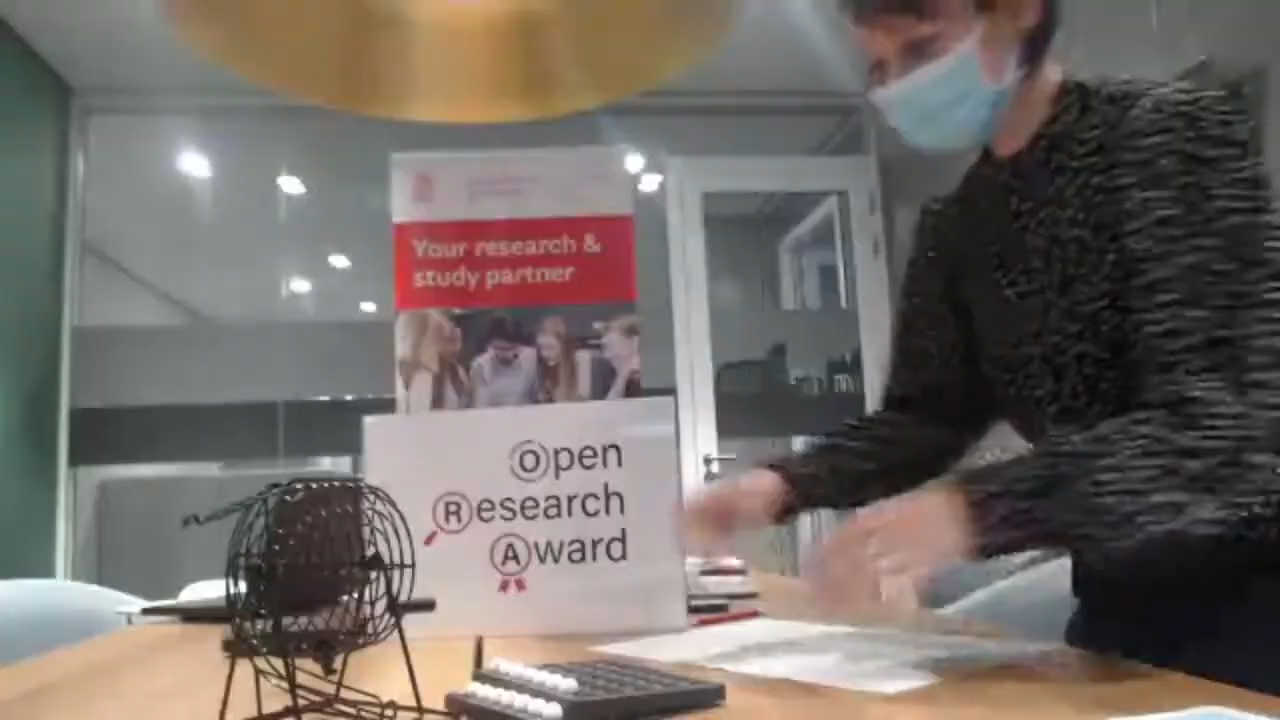 Your research &
study partner
Open
Research
Award